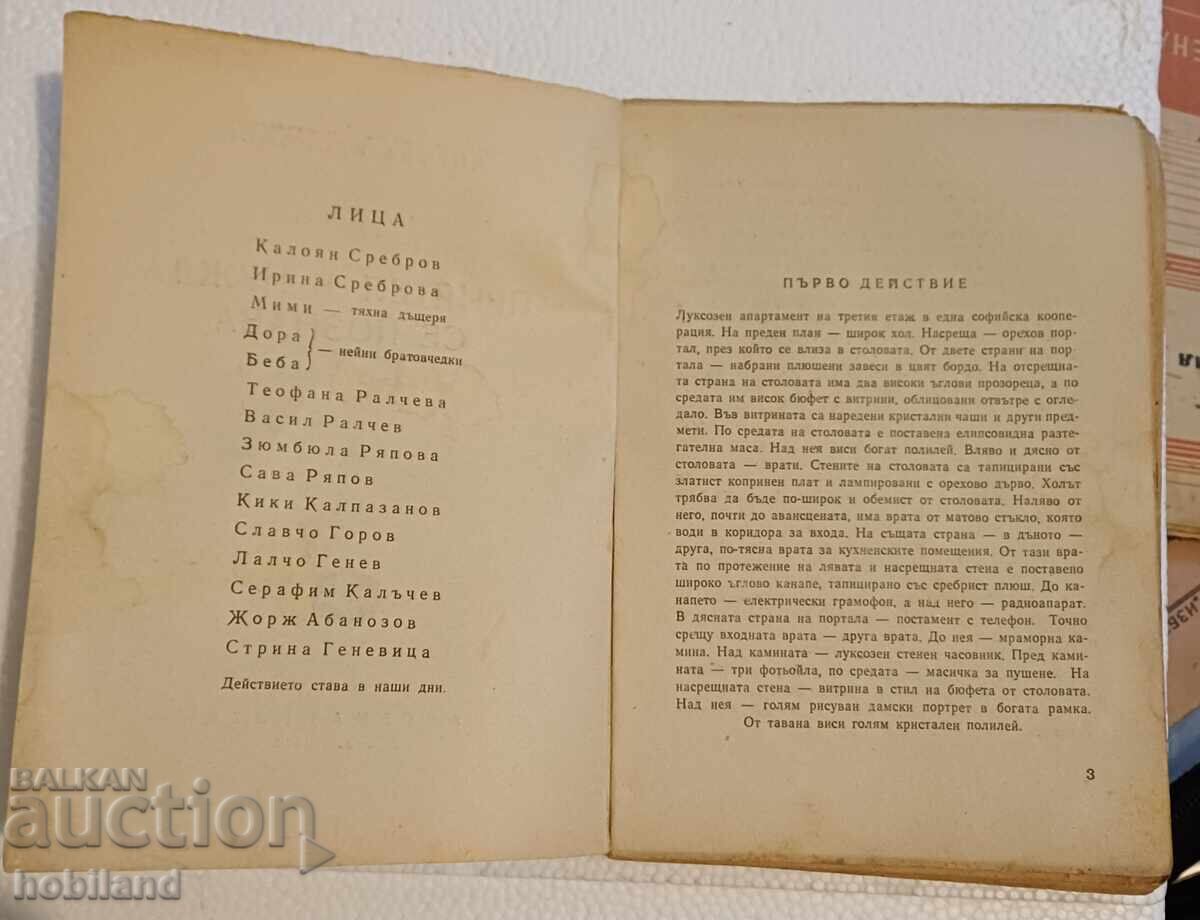 ЛИЦА
Калоян Сребров
Ирина Среброва
Мими — тяхна дъщеря
Дора
Беба } — нейни братовчедки
Теофана Ралчева
Васил Ралчев
Зюмбюла Ряпова
Сава Ряпов
Кики Калпазанов
Славчо Горов
Лалчо Генев
Серафим Калъчев
Жорж Абанозов
Стрина Геневица
Действието става в наши дни.
ПЪРВО ДЕЙСТВИЕ
Луксозен апартамент на третия етаж в една софийска коопе-
рация. На преден план — широк хол. Насреща — орехов пор-
тал, през който се влиза в столовата. От двете страни на пор-
тала — набрани плюшени завеси в цвят бордо. На отсрещна-
та страна на столовата има два високи ъглови прозореца, а по
средата им висок бюфет с витрини, облицовани отвътре с огле-
дало. Във витрината са наредени кристални чаши и други пред-
мети. По средата на столовата е поставена елипсовидна разте-
гателна маса. Над нея виси богат полилей. Вляво и дясно от
столовата — врати. Стените на столовата са тапицирани със
златист копринен плат и лампирани с орехово дърво. Холът
трябва да бъде по-широк и обемист от столовата. Наляво от
него, почти до авансцената, има врата от матово стъкло, която
води в коридора за входа. На същата страна — в дъното —
друга, по-тясна врата за кухненските помещения. От тази вра-
та по протежение на лявата и насрещната стена е поставено
широко ъглово канапе, тапицирано със сребрист плюш. До ка-
напето — електрически грамофон, а над него — радиоапарат.
В дясната страна на портала — постамент с телефон. Точно
срещу входната врата — друга врата. До нея — мраморна ка-
мина. Над камината — луксозен стенен часовник. Пред ками-
ната — три фотьойла, по средата — масичка за пушене. На
насрещната стена — витрина в стил на бюфета от столовата.
Над нея — голям рисуван дамски портрет в богата рамка.
От тавана виси голям кристален полилей.
3
BALKAN
auction
hobiland